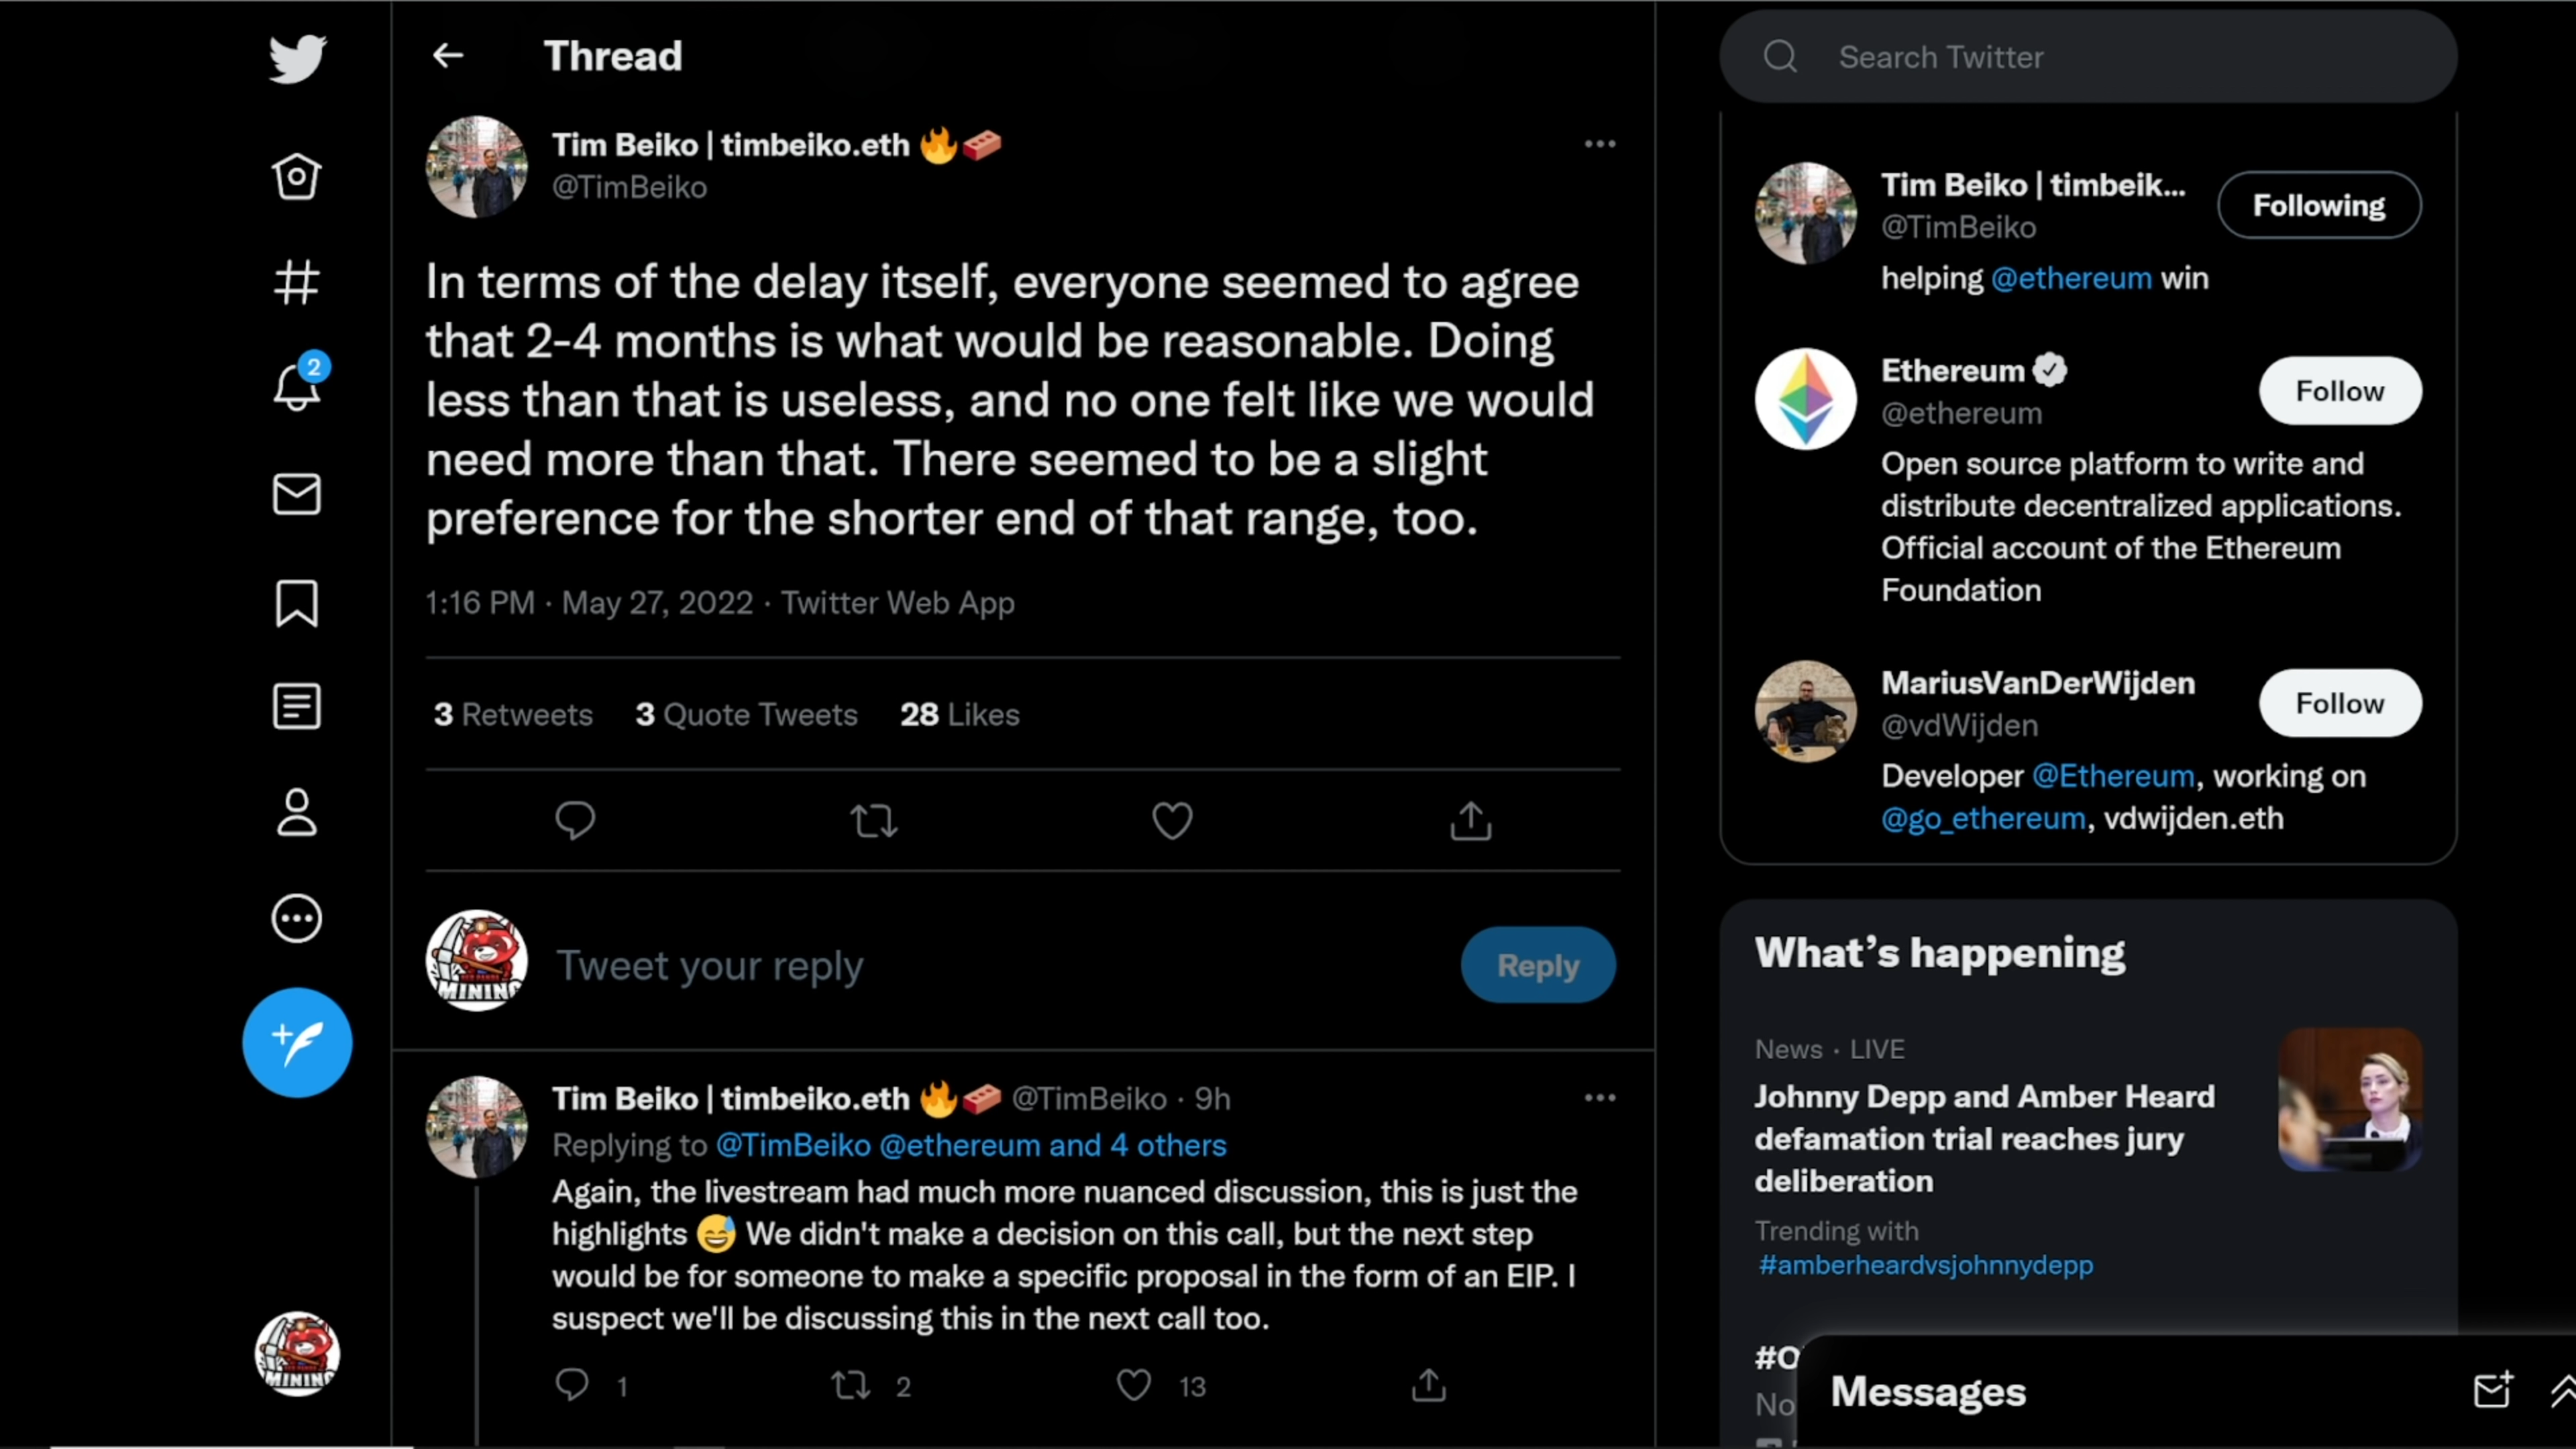 Thread
Tim Beiko | timbeiko.eth 🔥🧱
@TimBeiko
In terms of the delay itself, everyone seemed to agree
that 2-4 months is what would be reasonable. Doing
less than that is useless, and no one felt like we would
need more than that. There seemed to be a slight
preference for the shorter end of that range, too.
1:16 PM · May 27, 2022 · Twitter Web App
3 Retweets 3 Quote Tweets 28 Likes
Tweet your reply
Reply
Tim Beiko | timbeiko.eth 🔥🧱 @TimBeiko · 9h
Replying to @TimBeiko @ethereum and 4 others
Again, the livestream had much more nuanced discussion, this is just the
highlights 😅 We didn't make a decision on this call, but the next step
would be for someone to make a specific proposal in the form of an EIP. I
suspect we'll be discussing this in the next call too.
1 2 13
2
MINING
MINING
Search Twitter
Tim Beiko | timbeik...
@TimBeiko
Following
helping @ethereum win
Ethereum
@ethereum
Follow
Open source platform to write and
distribute decentralized applications.
Official account of the Ethereum
Foundation
MariusVanDerWijden
@vdWijden
Follow
Developer @Ethereum, working on
@go_ethereum, vdwijden.eth
What's happening
News · LIVE
Johnny Depp and Amber Heard
defamation trial reaches jury
deliberation
Trending with
#amberheardvsjohnnydepp
Messages